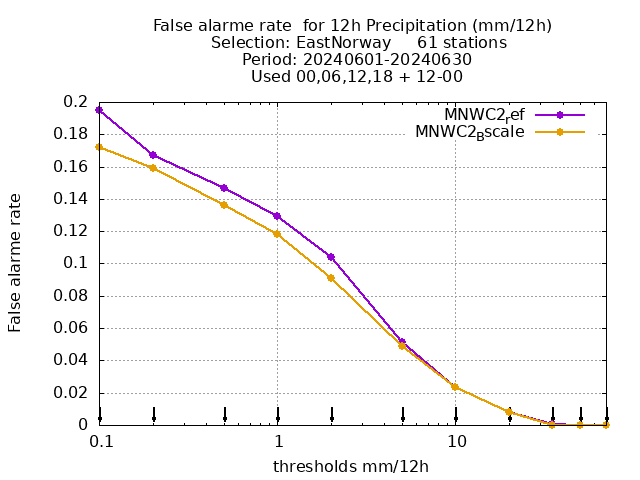 False alarme rate  for 12h Precipitation (mm/12h)
Selection: EastNorway     61 stations
Period: 20240601-20240630
Used 00,06,12,18 + 12-00
MNWC2ref
MNWC2Bscale
0.2
0.18
0.16
0.14
0.12
0.1
0.08
0.06
0.04
0.02
0
False alarme rate
0.1 1 10
thresholds mm/12h